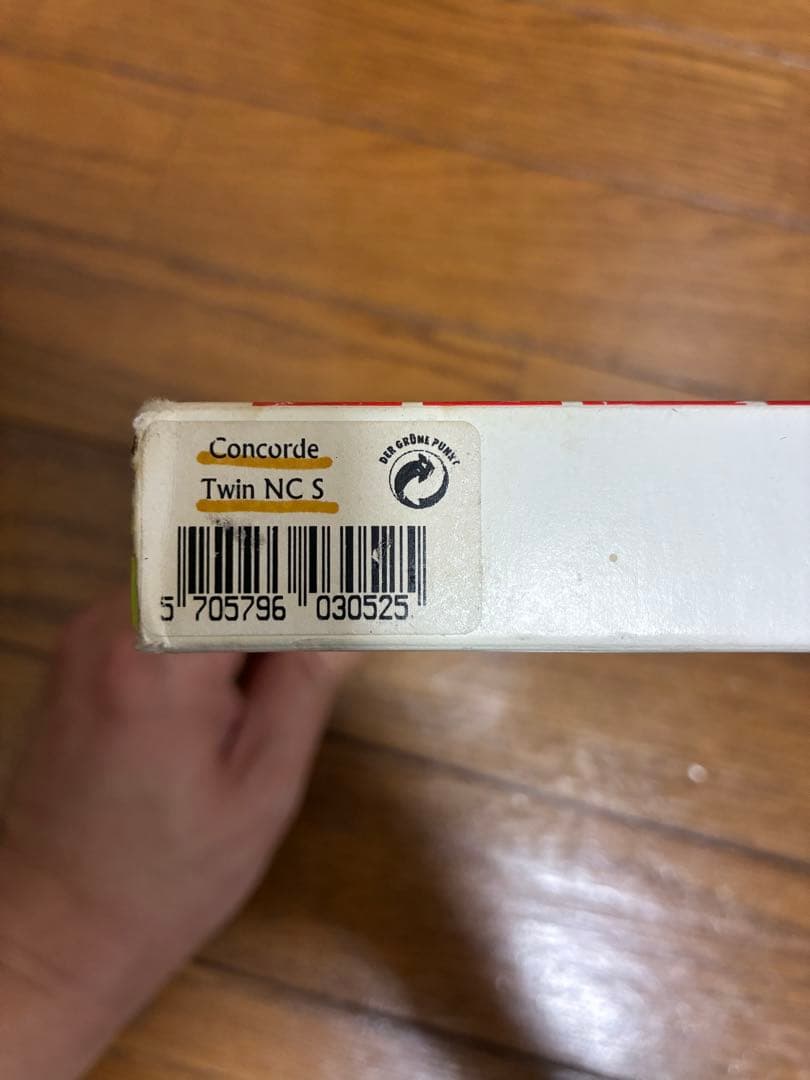 Concorde
DER GRÜNE PUNKT
Twin NC S
5 705796 030525